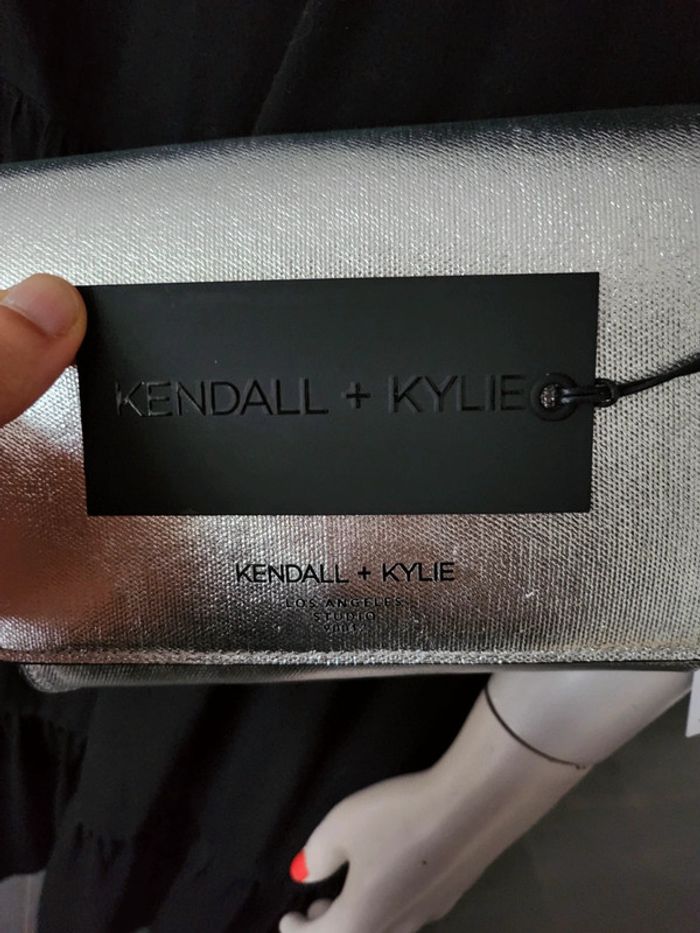 KENDALL + KYLIE
KENDALL + KYLIE
LOS ANGELES
STUDIO